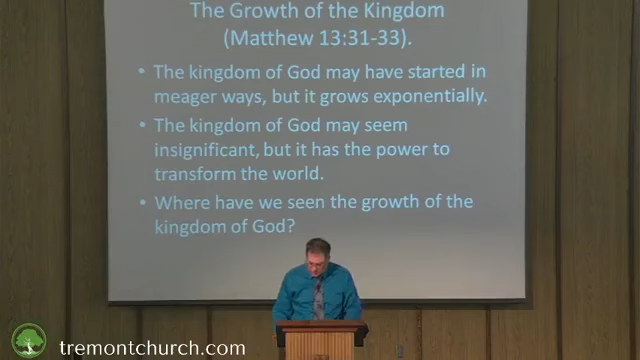 The Growth of the Kingdom
(Matthew 13:31-33).
• The kingdom of God may have started in
meager ways, but it grows exponentially.
• The kingdom of God may seem
insignificant, but it has the power to
transform the world.
• Where have we seen the growth of the
kingdom of God?
tremontchurch.com